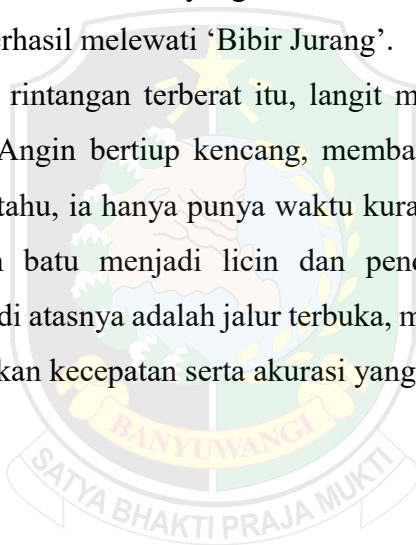 erhasil melewati ‘Bibir Jurang’.
rintangan terberat itu, langit m
Angin bertiup kencang, memba
tahu, ia hanya punya waktu kura
batu menjadi licin dan pend
di atasnya adalah jalur terbuka, m
kan kecepatan serta akurasi yang
BANYUWANGI
SATYA BHAKTI PRAJA MUKTI